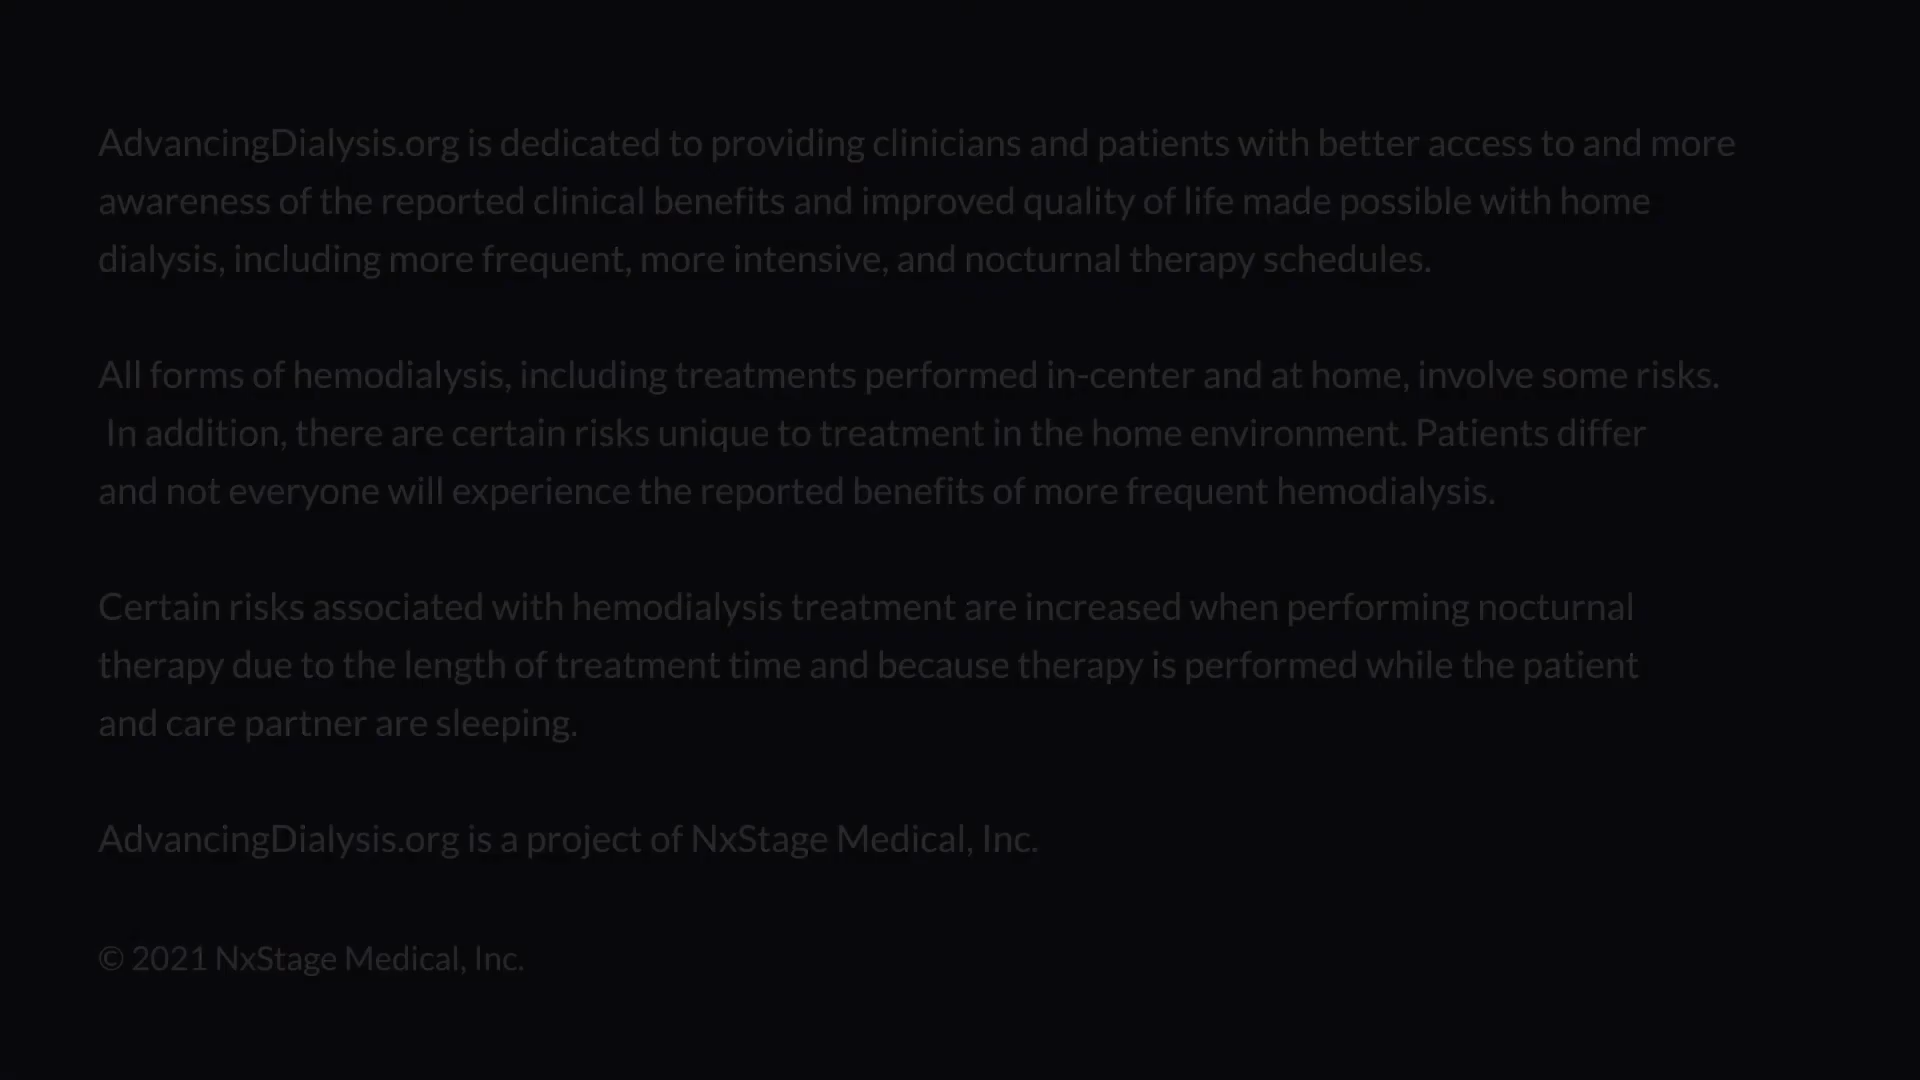 AdvancingDialysis.org is dedicated to providing clinicians and patients with better access to and more
awareness of the reported clinical benefits and improved quality of life made possible with home
dialysis, including more frequent, more intensive, and nocturnal therapy schedules.
All forms of hemodialysis, including treatments performed in-center and at home, involve some risks.
In addition, there are certain risks unique to treatment in the home environment. Patients differ
and not everyone will experience the reported benefits of more frequent hemodialysis.
Certain risks associated with hemodialysis treatment are increased when performing nocturnal
therapy due to the length of treatment time and because therapy is performed while the patient
and care partner are sleeping.
AdvancingDialysis.org is a project of NxStage Medical, Inc.
© 2021 NxStage Medical, Inc.